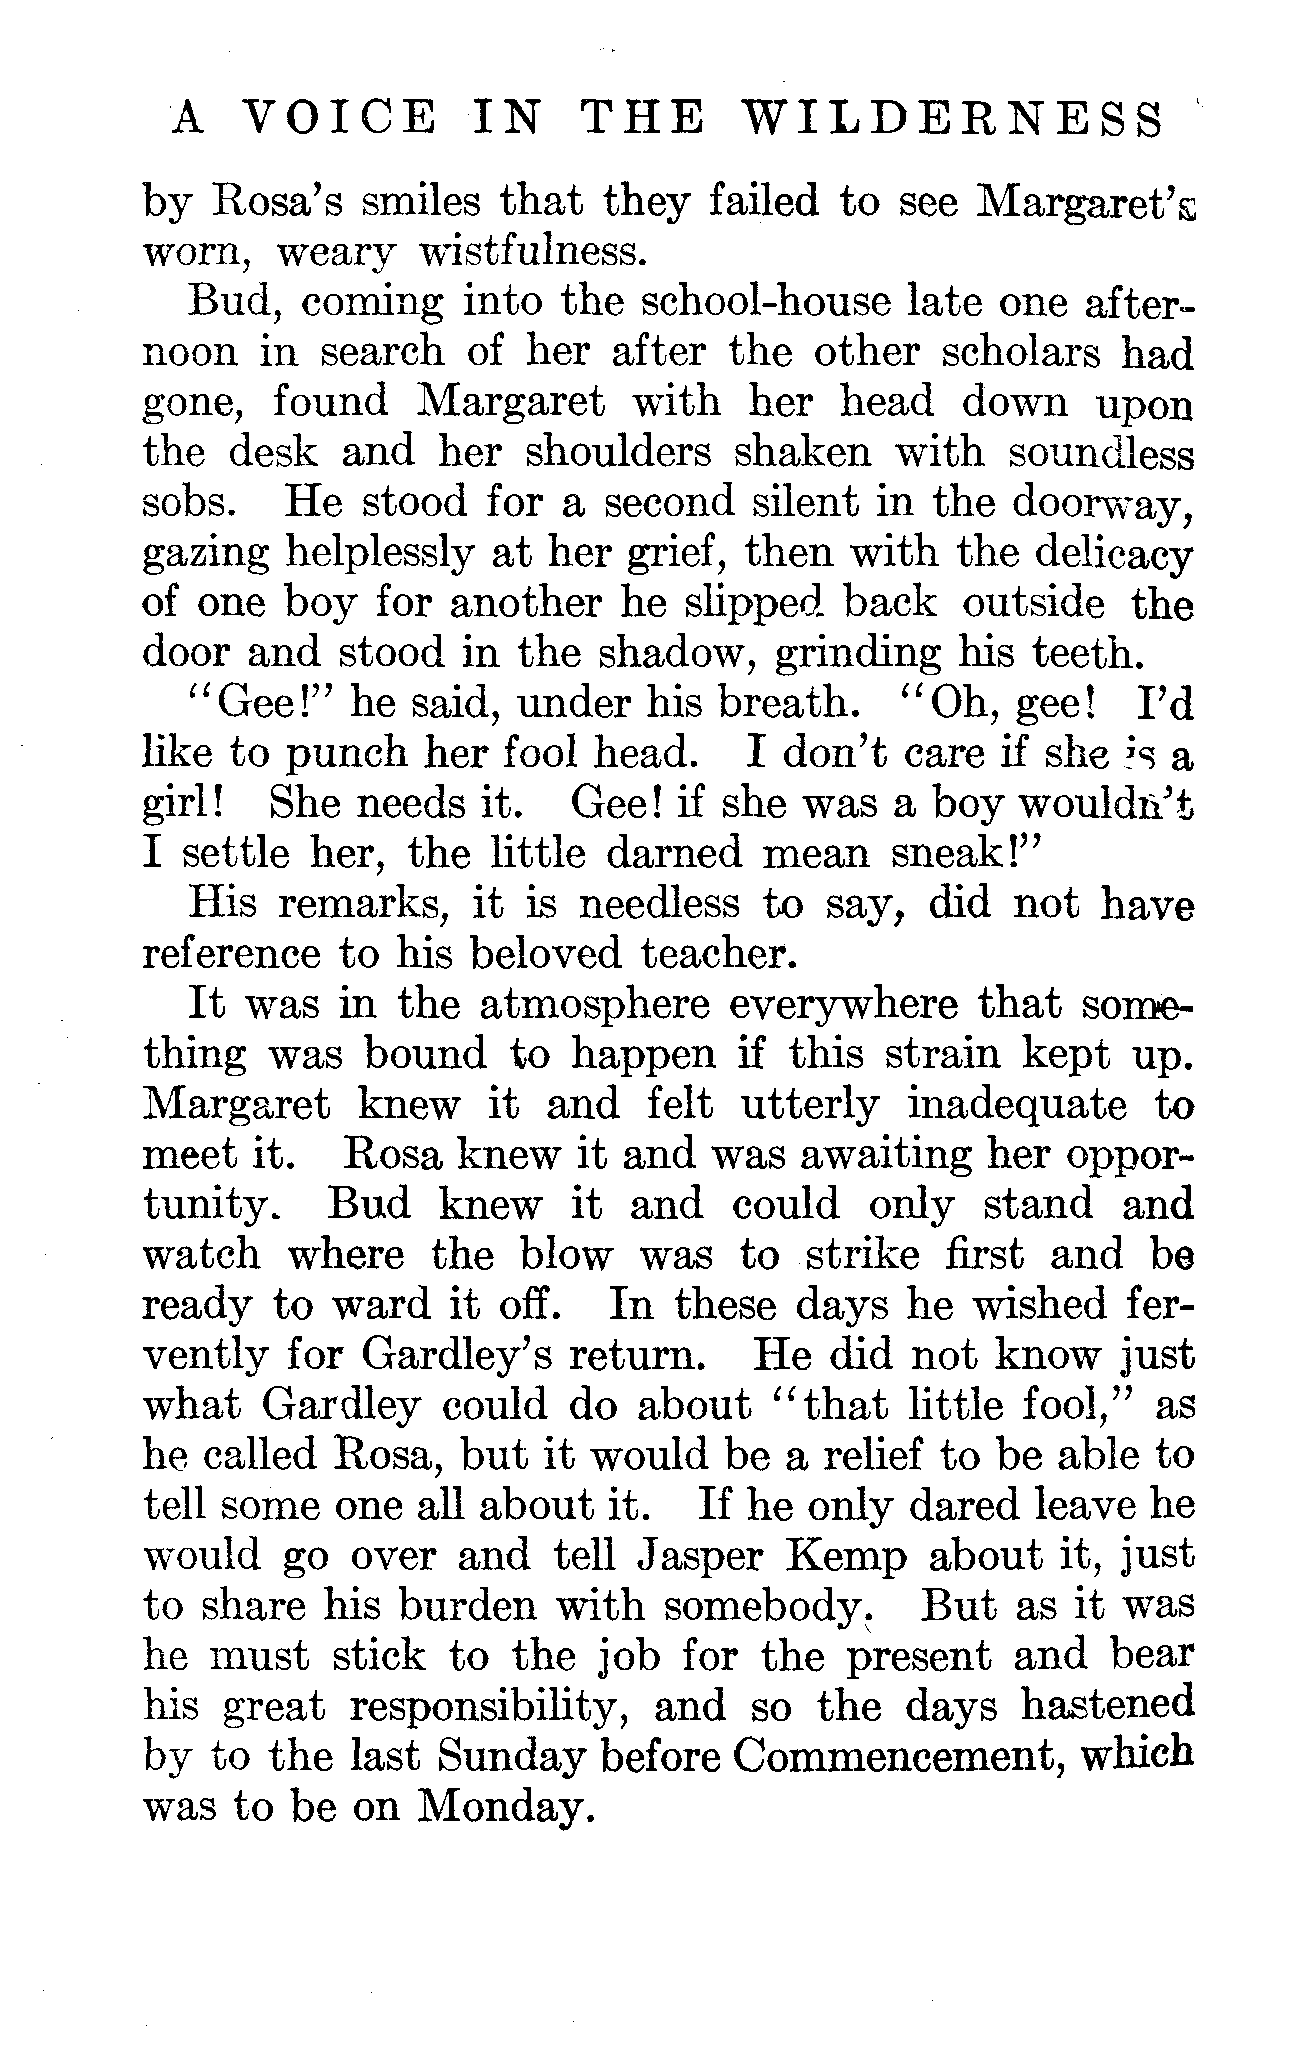 A VOICE IN THE WILDERNESS
by Rosa's smiles that they failed to see Margaret's
worn, weary wistfulness.
Bud, coming into the school-house late one after-
noon in search of her after the other scholars had
gone, found Margaret with her head down upon
the desk and her shoulders shaken with soundless
sobs. He stood for a second silent in the doorway,
gazing helplessly at her grief, then with the delicacy
of one boy for another he slipped back outside the
door and stood in the shadow, grinding his teeth.
"Gee!" he said, under his breath. "Oh, gee! I'd
like to punch her fool head. I don't care if she is a
girl! She needs it. Gee! if she was a boy wouldn't
I settle her, the little darned mean sneak!"
His remarks, it is needless to say, did not have
reference to his beloved teacher.
It was in the atmosphere everywhere that some-
thing was bound to happen if this strain kept up.
Margaret knew it and felt utterly inadequate to
meet it. Rosa knew it and was awaiting her oppor-
tunity. Bud knew it and could only stand and
watch where the blow was to strike first and be
ready to ward it off. In these days he wished fer-
vently for Gardley's return. He did not know just
what Gardley could do about "that little fool," as
he called Rosa, but it would be a relief to be able to
tell some one all about it. If he only dared leave he
would go over and tell Jasper Kemp about it, just
to share his burden with somebody. But as it was
he must stick to the job for the present and bear
his great responsibility, and so the days hastened
by to the last Sunday before Commencement, which
was to be on Monday.